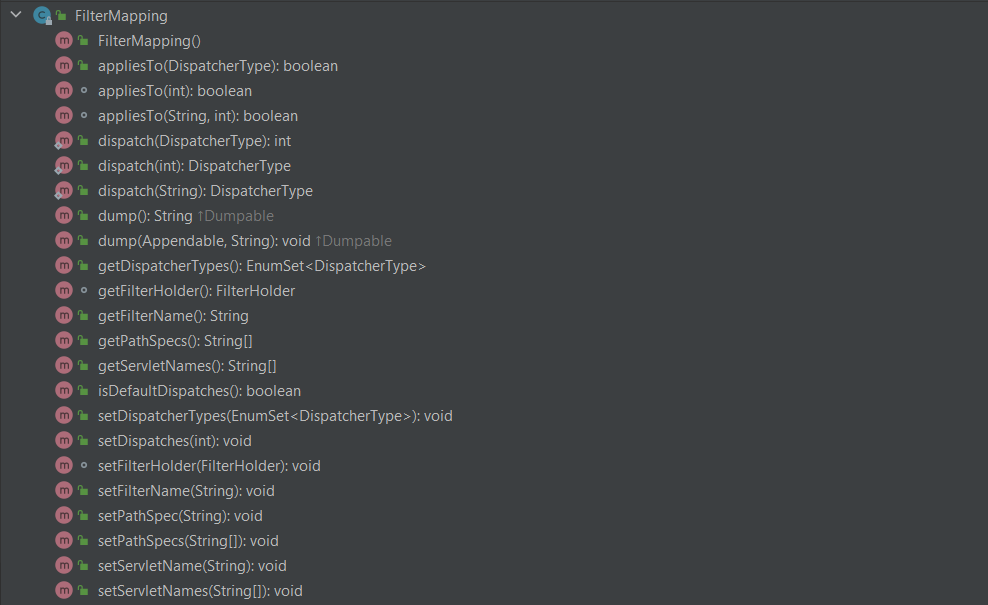 FilterMapping
FilterMapping()
appliesTo(DispatcherType): boolean
appliesTo(int): boolean
appliesTo(String, int): boolean
dispatch(DispatcherType): int
dispatch(int): DispatcherType
dispatch(String): DispatcherType
dump(): String ↑Dumpable
dump(Appendable, String): void ↑Dumpable
getDispatcherTypes(): EnumSet<DispatcherType>
getFilterHolder(): FilterHolder
getFilterName(): String
getPathSpecs(): String[]
getServletNames(): String[]
isDefaultDispatches(): boolean
setDispatcherTypes(EnumSet<DispatcherType>): void
setDispatches(int): void
setFilterHolder(FilterHolder): void
setFilterName(String): void
setPathSpec(String): void
setPathSpecs(String[]): void
setServletName(String): void
setServletNames(String[]): void